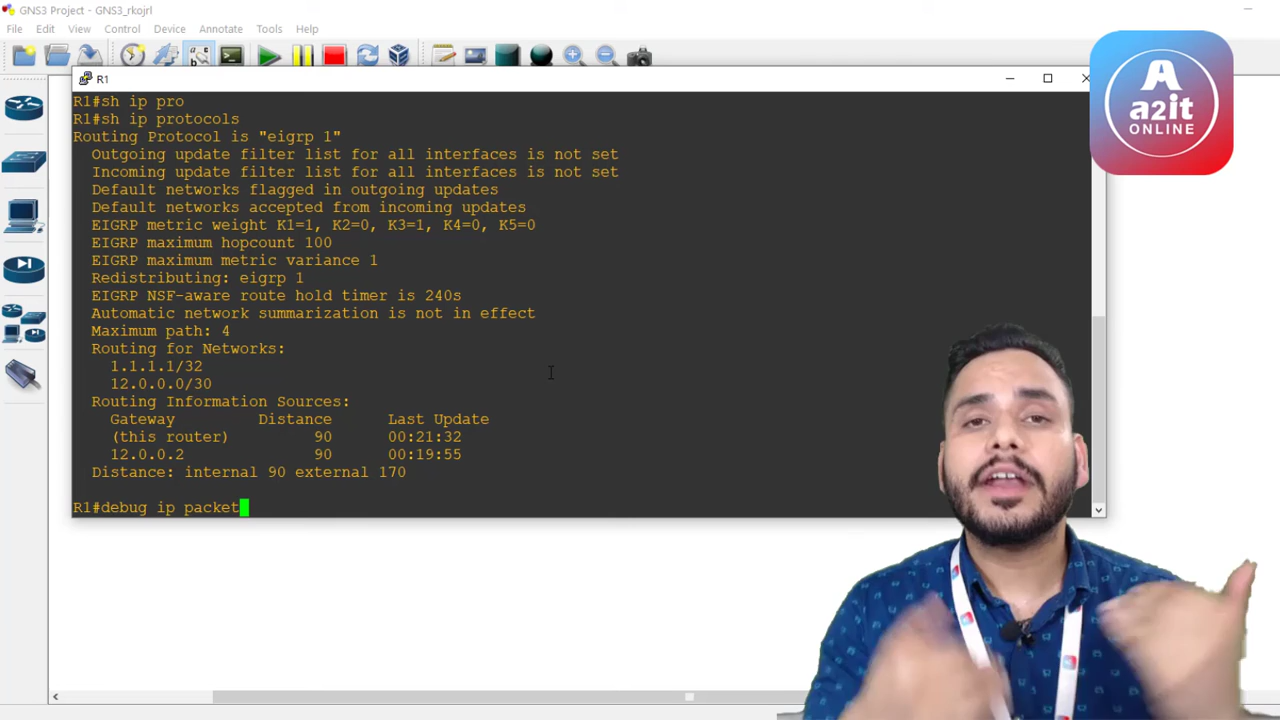 GNS3 Project - GNS3_rkojrl
File Edit View Control Device Annotate Tools Help
R1
R1#sh ip pro
R1#sh ip protocols
Routing Protocol is "eigrp 1"
Outgoing update filter list for all interfaces is not set
Incoming update filter list for all interfaces is not set
Default networks flagged in outgoing updates
Default networks accepted from incoming updates
EIGRP metric weight K1=1, K2=0, K3=1, K4=0, K5=0
EIGRP maximum hopcount 100
EIGRP maximum metric variance 1
Redistributing: eigrp 1
EIGRP NSF-aware route hold timer is 240s
Automatic network summarization is not in effect
Maximum path: 4
Routing for Networks:
1.1.1.1/32
12.0.0.0/30
Routing Information Sources:
Gateway Distance Last Update
(this router) 90 00:21:32
12.0.0.2 90 00:19:55
Distance: internal 90 external 170
R1#debug ip packet
A
a2it
ONLINE